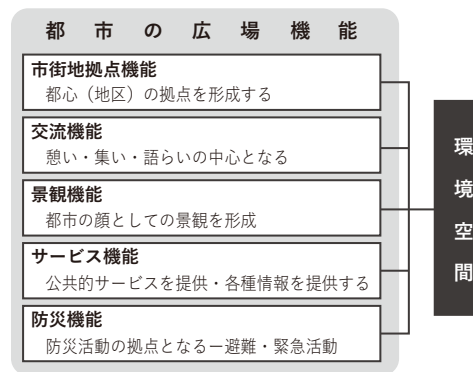 都市の広場機能
市街地拠点機能
都心（地区）の拠点を形成する
交流機能
憩い・集い・語らいの中心となる
景観機能
都市の顔としての景観を形成
サービス機能
公共的サービスを提供・各種情報を提供する
防災機能
防災活動の拠点となるー避難・緊急活動
環境空間